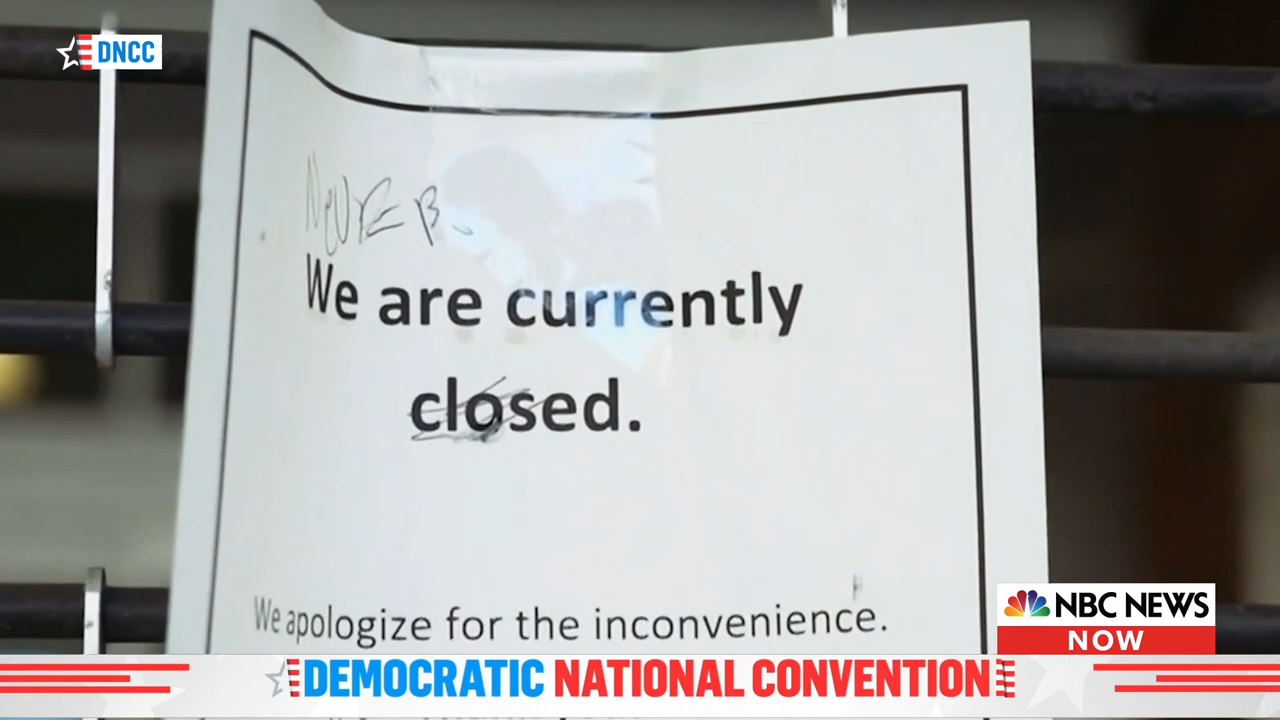 DNCC
We are currently
closed.
We apologize for the inconvenience.
NBC NEWS
NOW
DEMOCRATIC NATIONAL CONVENTION